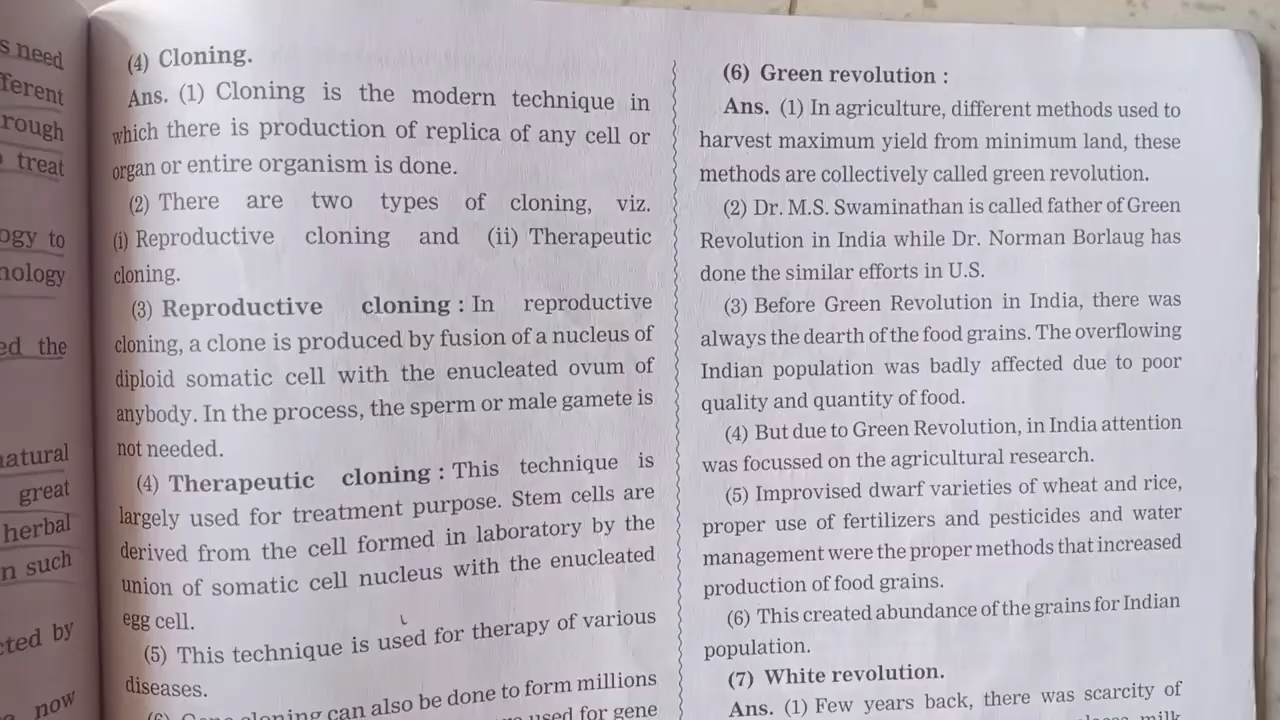 s need
fferent
rough
treat
ogy to
nology
ed the
natural
great
herbal
n such
cted by
now
(4) Cloning.
Ans. (1) Cloning is the modern technique in
which there is production of replica of any cell or
organ or entire organism is done.
(2) There are two types of cloning, viz.
(i) Reproductive cloning and (ii) Therapeutic
cloning.
(3) Reproductive cloning : In reproductive
cloning, a clone is produced by fusion of a nucleus of
diploid somatic cell with the enucleated ovum of
anybody. In the process, the sperm or male gamete is
not needed.
(4) Therapeutic cloning : This technique is
largely used for treatment purpose. Stem cells are
derived from the cell formed in laboratory by the
union of somatic cell nucleus with the enucleated
egg cell.
(5) This technique is used for therapy of various
diseases.
cloning can also be done to form millions
used for gene
(6) Green revolution :
Ans. (1) In agriculture, different methods used to
harvest maximum yield from minimum land, these
methods are collectively called green revolution.
(2) Dr. M.S. Swaminathan is called father of Green
Revolution in India while Dr. Norman Borlaug has
done the similar efforts in U.S.
(3) Before Green Revolution in India, there was
always the dearth of the food grains. The overflowing
Indian population was badly affected due to poor
quality and quantity of food.
(4) But due to Green Revolution, in India attention
was focussed on the agricultural research.
(5) Improvised dwarf varieties of wheat and rice,
proper use of fertilizers and pesticides and water
management were the proper methods that increased
production of food grains.
(6) This created abundance of the grains for Indian
population.
(7) White revolution.
Ans. (1) Few years back, there was scarcity of
milk